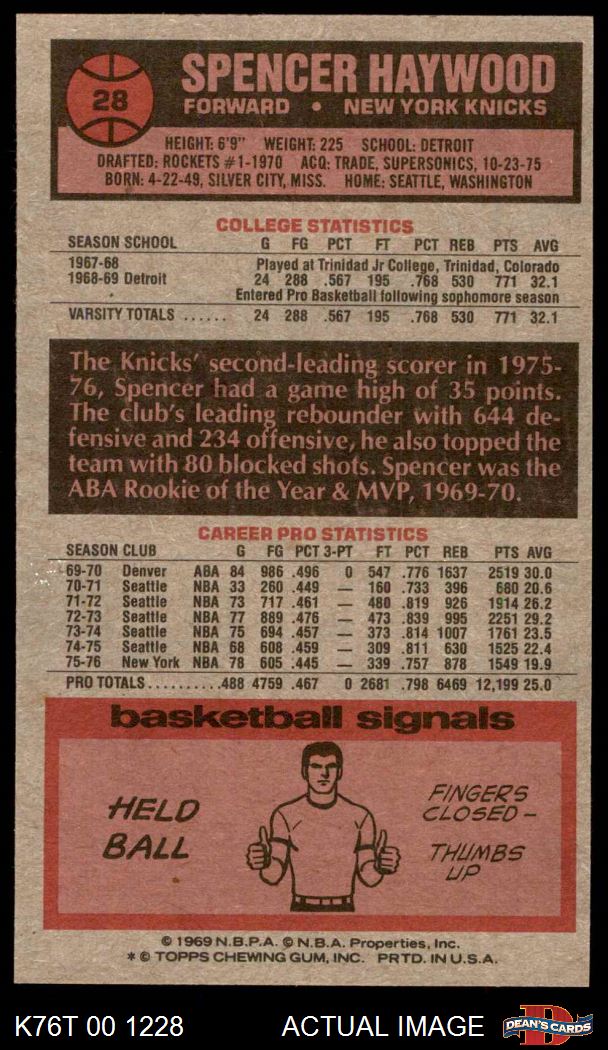 28
SPENCER HAYWOOD
FORWARD • NEW YORK KNICKS
HEIGHT: 6'9" WEIGHT: 225 SCHOOL: DETROIT
DRAFTED: ROCKETS #1-1970 ACQ: TRADE, SUPERSONICS, 10-23-75
BORN: 4-22-49, SILVER CITY, MISS. HOME: SEATTLE, WASHINGTON
COLLEGE STATISTICS
SEASON SCHOOL G FG PCT FT PCT REB PTS AVG
1967-68 Played at Trinidad Jr College, Trinidad, Colorado
1968-69 Detroit 24 288 .567 195 .768 530 771 32.1
Entered Pro Basketball following sophomore season
VARSITY TOTALS ...... 24 288 .567 195 .768 530 771 32.1
The Knicks' second-leading scorer in 1975-
76, Spencer had a game high of 35 points.
The club's leading rebounder with 644 de-
fensive and 234 offensive, he also topped the
team with 80 blocked shots. Spencer was the
ABA Rookie of the Year & MVP, 1969-70.
CAREER PRO STATISTICS
SEASON CLUB G FG PCT 3-PT FT PCT REB PTS AVG
69-70 Denver ABA 84 986 .496 0 547 .776 1637 2519 30.0
70-71 Seattle NBA 33 260 .449 — 160 .733 396 680 20.6
71-72 Seattle NBA 73 717 .461 — 480 .819 926 1914 26.2
72-73 Seattle NBA 77 889 .476 — 473 .839 995 2251 29.2
73-74 Seattle NBA 75 694 .457 — 373 .814 1007 1761 23.5
74-75 Seattle NBA 68 608 .459 — 309 .811 630 1525 22.4
75-76 New York NBA 78 605 .445 — 339 .757 878 1549 19.9
PRO TOTALS..........488 4759 .467 0 2681 .798 6469 12,199 25.0
basketball signals
HELD
BALL
FINGERS
CLOSED—
THUMBS
UP
© 1969 N.B.P.A. © N.B.A. Properties, Inc.
* © TOPPS CHEWING GUM, INC. PRTD. IN U.S.A.
K76T 00 1228 ACTUAL IMAGE
D
DEAN'S CARDS